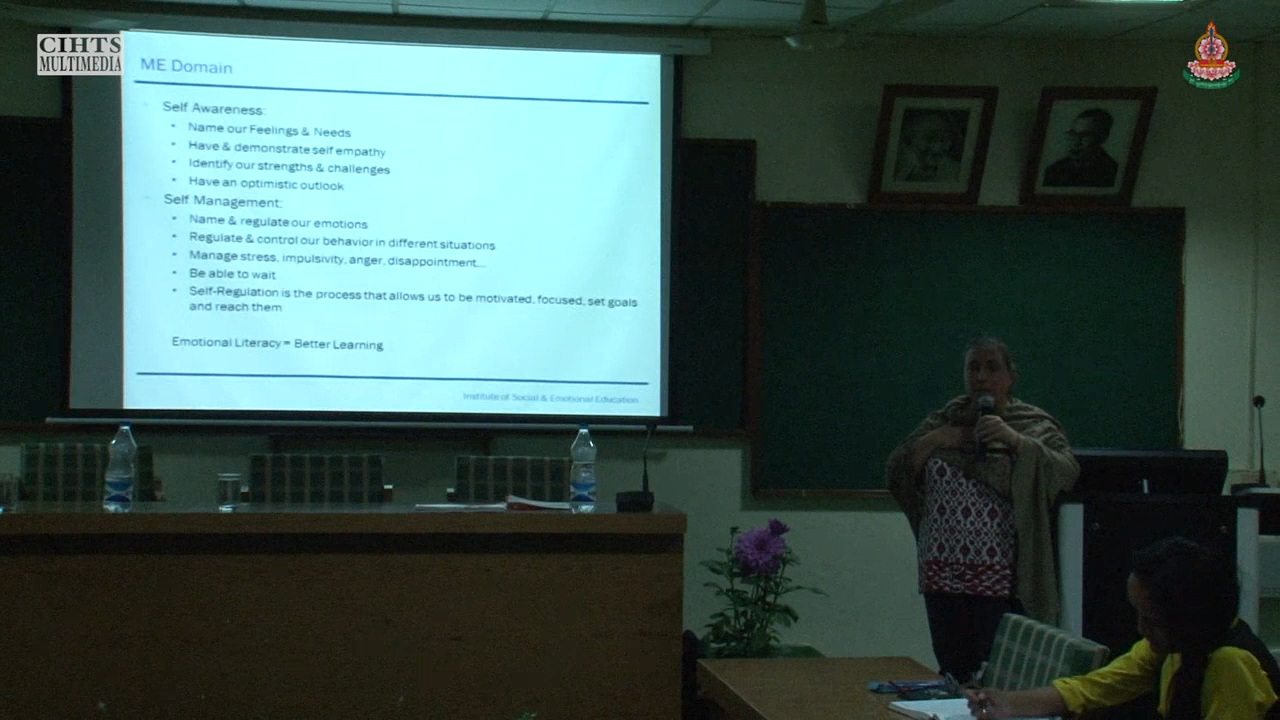 CIHTS
MULTIMEDIA
ME Domain
Self Awareness:
• Name our Feelings & Needs
• Have & demonstrate self empathy
• Identify our strengths & challenges
• Have an optimistic outlook
Self Management:
• Name & regulate our emotions
• Regulate & control our behavior in different situations
• Manage stress, impulsivity, anger, disappointment...
• Be able to wait
• Self-Regulation is the process that allows us to be motivated, focused, set goals
and reach them
Emotional Literacy = Better Learning
Institute of Social & Emotional Education